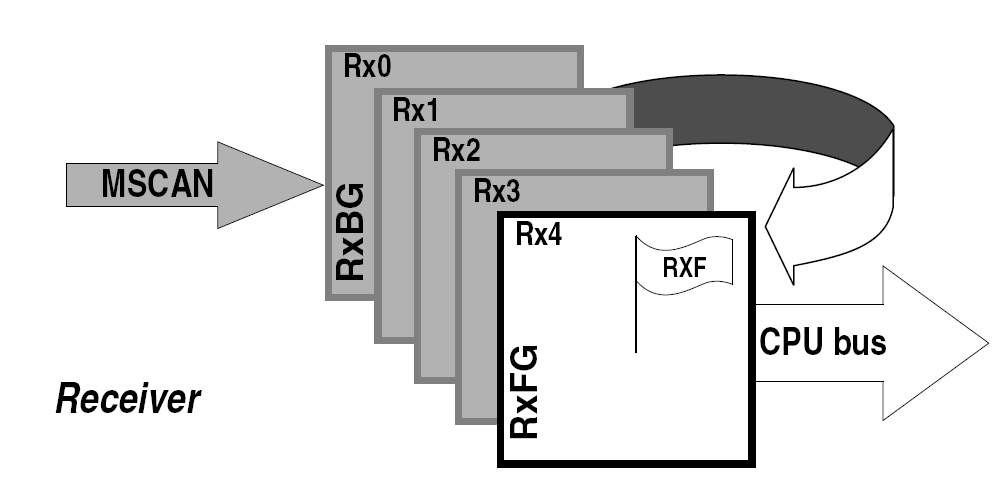 Rx0
Rx1
Rx2
Rx3
Rx4
MSCAN
RxBG
RXF
RxFG
CPU bus
Receiver